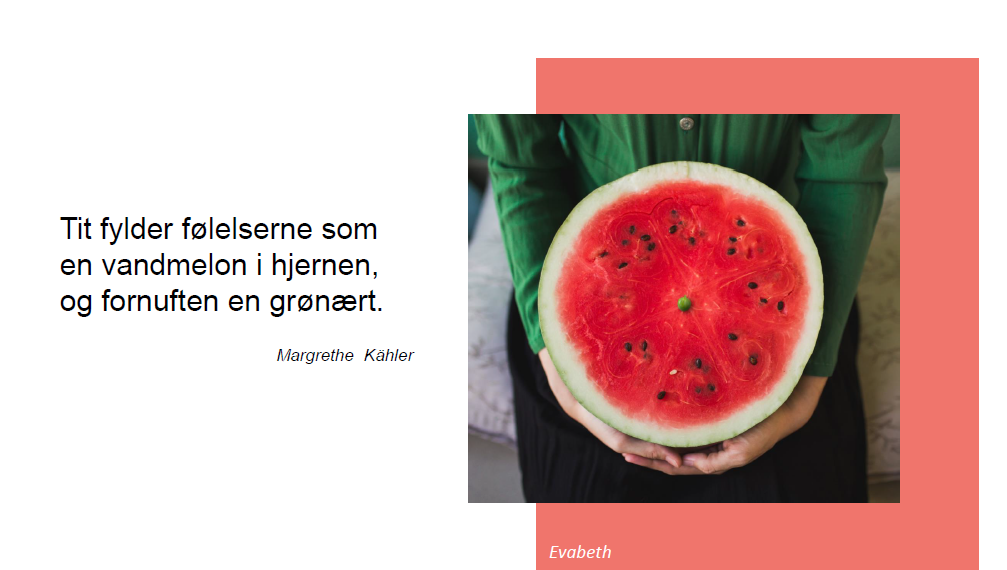 Tit fylder følelserne som
en vandmelon i hjernen,
og fornuften en grønært.
Margrethe Kähler
Evabeth